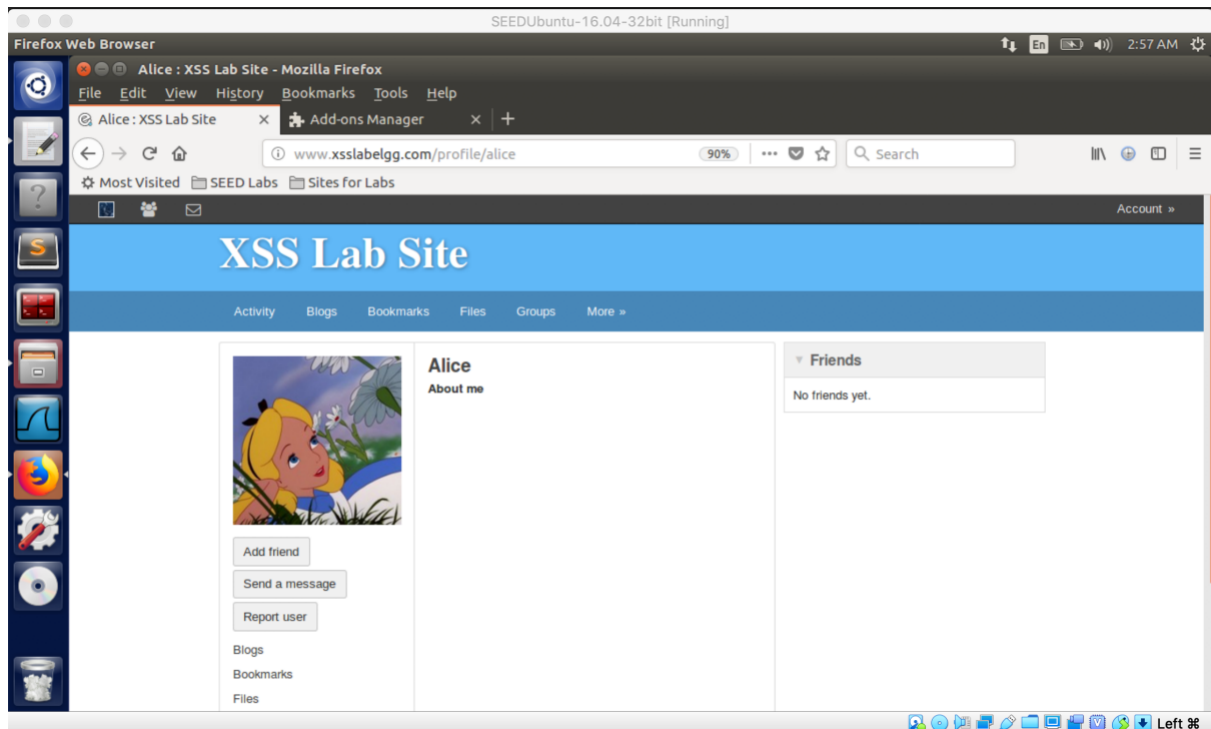 SEEDUbuntu-16.04-32bit [Running]
Firefox Web Browser
En
2:57 AM
Alice : XSS Lab Site - Mozilla Firefox
File Edit View History Bookmarks Tools Help
Alice : XSS Lab Site
Add-ons Manager
www.xsslabelgg.com/profile/alice
90%
Search
Most Visited SEED Labs Sites for Labs
Account »
XSS Lab Site
Activity Blogs Bookmarks Files Groups More »
Alice
About me
Friends
No friends yet.
Add friend
Send a message
Report user
Blogs
Bookmarks
Files
Left ⌘